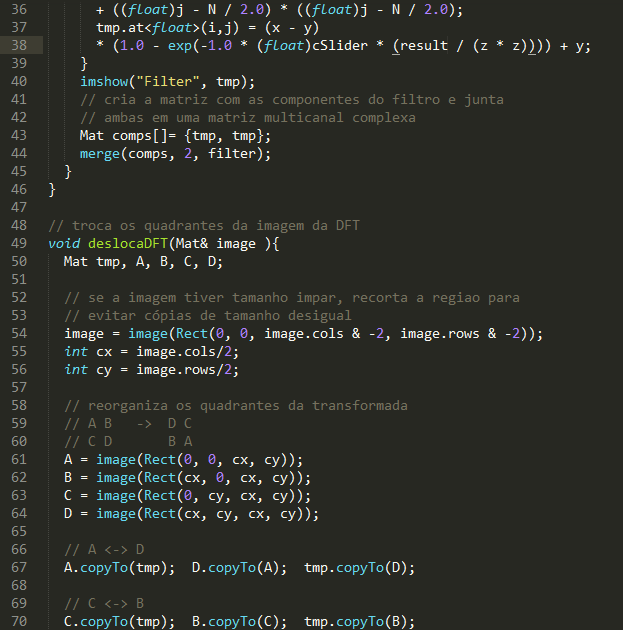 36 + ((float)j - N / 2.0) * ((float)j - N / 2.0);
37 tmp.at<float>(i,j) = (x - y)
38 * (1.0 - exp(-1.0 * (float)cSlider * (result / (z * z)))) + y;
39 }
40 imshow("Filter", tmp);
41 // cria a matriz com as componentes do filtro e junta
42 // ambas em uma matriz multicanal complexa
43 Mat comps[]= {tmp, tmp};
44 merge(comps, 2, filter);
45 }
46 }
47
48 // troca os quadrantes da imagem da DFT
49 void deslocaDFT(Mat& image ){
50 Mat tmp, A, B, C, D;
51
52 // se a imagem tiver tamanho impar, recorta a regiao para
53 // evitar cópias de tamanho desigual
54 image = image(Rect(0, 0, image.cols & -2, image.rows & -2));
55 int cx = image.cols/2;
56 int cy = image.rows/2;
57
58 // reorganiza os quadrantes da transformada
59 // A B -> D C
60 // C D B A
61 A = image(Rect(0, 0, cx, cy));
62 B = image(Rect(cx, 0, cx, cy));
63 C = image(Rect(0, cy, cx, cy));
64 D = image(Rect(cx, cy, cx, cy));
65
66 // A <-> D
67 A.copyTo(tmp); D.copyTo(A); tmp.copyTo(D);
68
69 // C <-> B
70 C.copyTo(tmp); B.copyTo(C); tmp.copyTo(B);